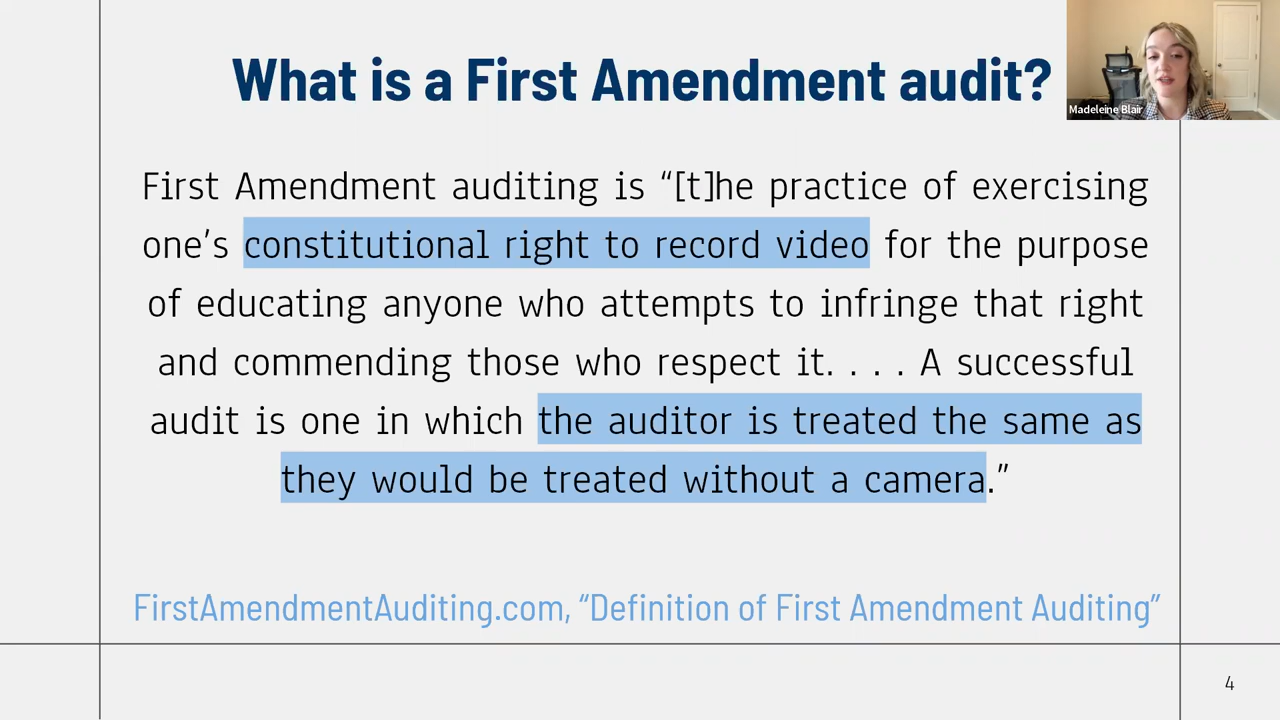 What is a First Amendment audit?
Madeleine Blair
First Amendment auditing is “[t]he practice of exercising
one’s constitutional right to record video for the purpose
of educating anyone who attempts to infringe that right
and commending those who respect it. . . . A successful
audit is one in which the auditor is treated the same as
they would be treated without a camera.”
FirstAmendmentAuditing.com, “Definition of First Amendment Auditing”
4